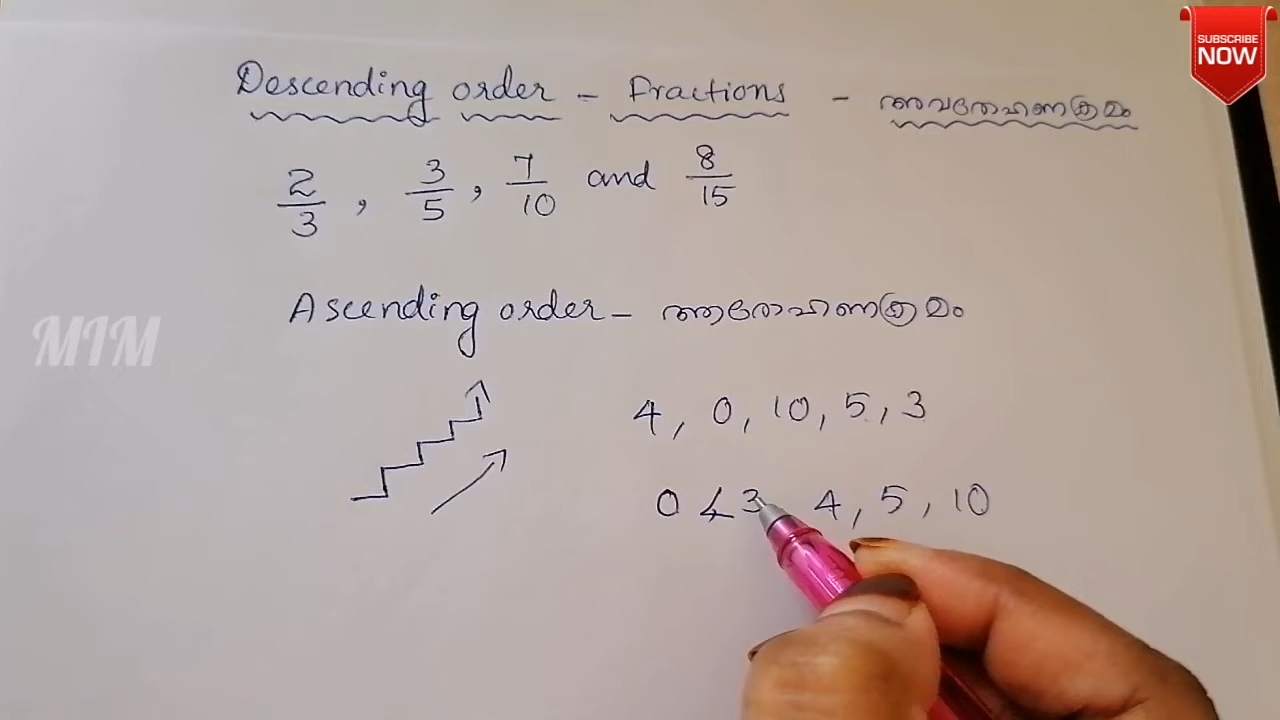 SUBSCRIBE
NOW
Descending order - Fractions - അവരോഹണക്രമം
2/3, 3/5, 7/10 and 8/15
Ascending order - ആരോഹണക്രമം
MIM
4, 0, 10, 5, 3
0 < 3 4, 5, 10